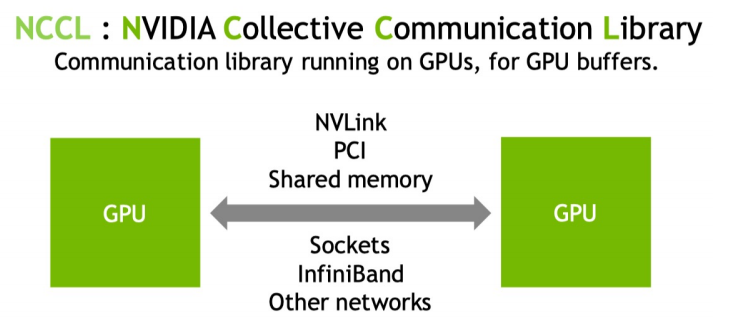 NCCL : NVIDIA Collective Communication Library
Communication library running on GPUs, for GPU buffers.
NVLink
PCI
Shared memory
GPU
GPU
Sockets
InfiniBand
Other networks